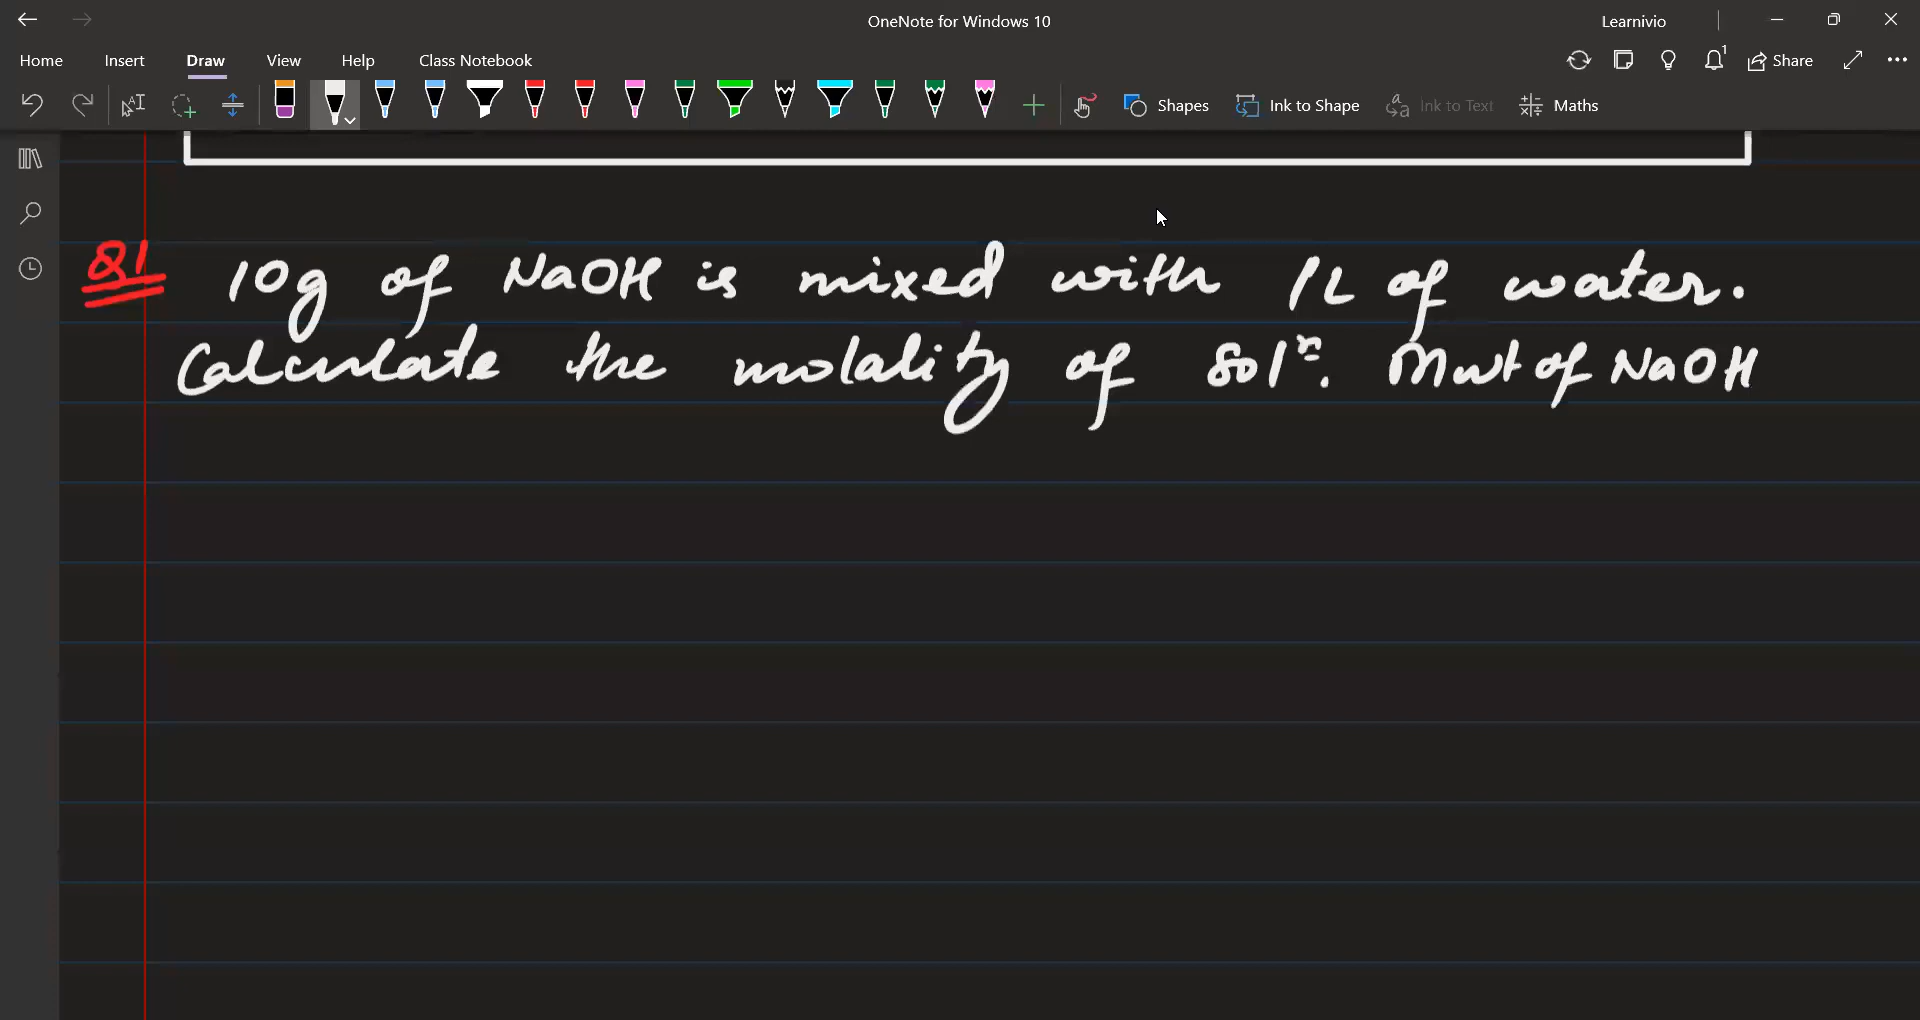 OneNote for Windows 10
Learnivo
Home Insert Draw View Help Class Notebook
1 Share
Shapes Ink to Shape Ink to Text Maths
Q1 10g of NaOH is mixed with 1L of water.
Calculate the molality of solⁿ. Mwt of NaOH